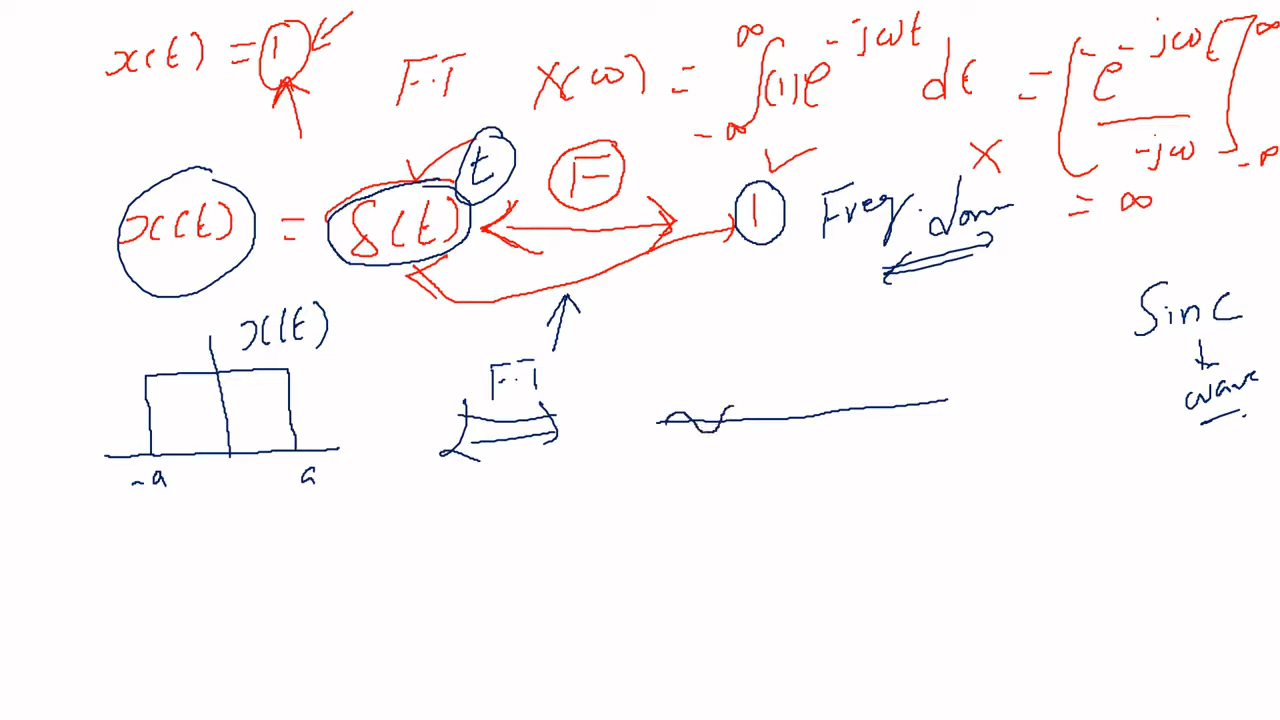 x(t) = 1 F.T X(ω) = ∫_{-∞}^{∞} (1) e^{-jωt} dt = [e^{-jωt} / -jω]_{-∞}^{∞}
= ∞
x(t) = δ(t) t F 1 Freq. dom
x(t)
-a a
F.T
Sinc
wave